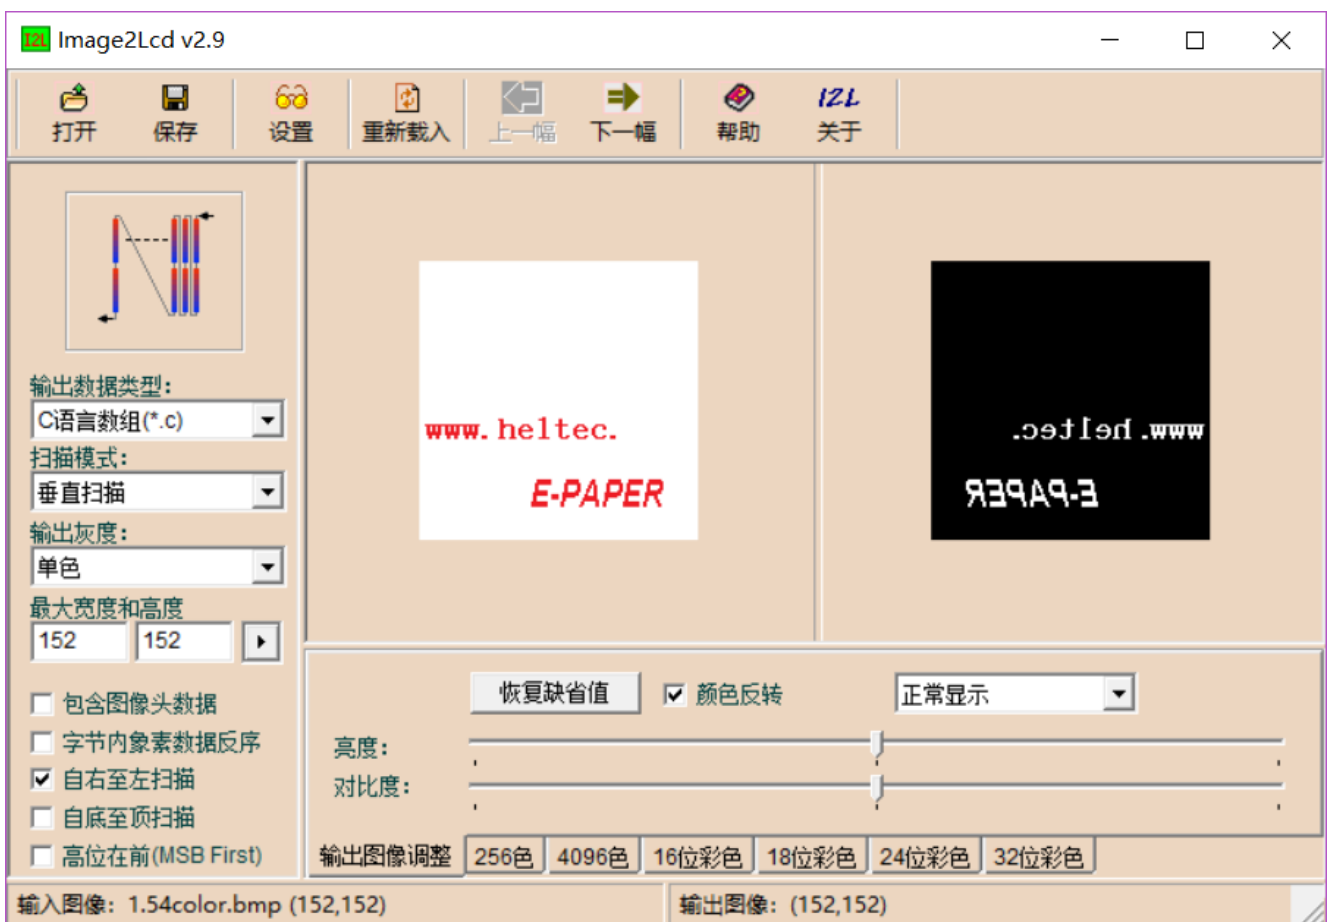 I2L Image2Lcd v2.9
打开 保存 设置 重新载入 上一幅 下一幅 帮助 I2L 关于
输出数据类型:
C语言数组(*.c)
扫描模式:
垂直扫描
输出灰度:
单色
最大宽度和高度
152 152
包含图像头数据
字节内象素数据反序
自右至左扫描
自底至顶扫描
高位在前(MSB First)
www.heltec.
E-PAPER
www.heltec.
E-PAPER
恢复缺省值 颜色反转 正常显示
亮度:
对比度:
输出图像调整 256色 4096色 16位彩色 18位彩色 24位彩色 32位彩色
输入图像: 1.54color.bmp (152,152) 输出图像: (152,152)